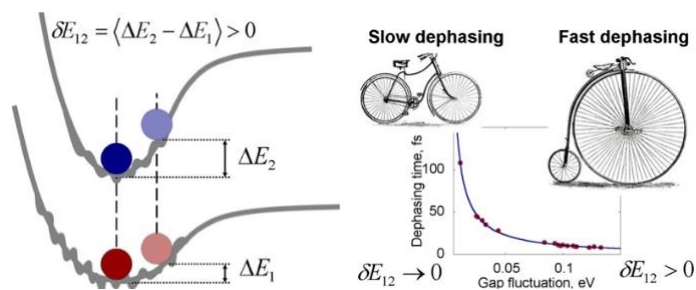 δE₁₂ = ⟨ΔE₂ − ΔE₁⟩ > 0
ΔE₂
ΔE₁
Slow dephasing
Fast dephasing
Dephasing time, fs
100
50
0
0.05
0.1
Gap fluctuation, eV
δE₁₂ → 0
δE₁₂ > 0